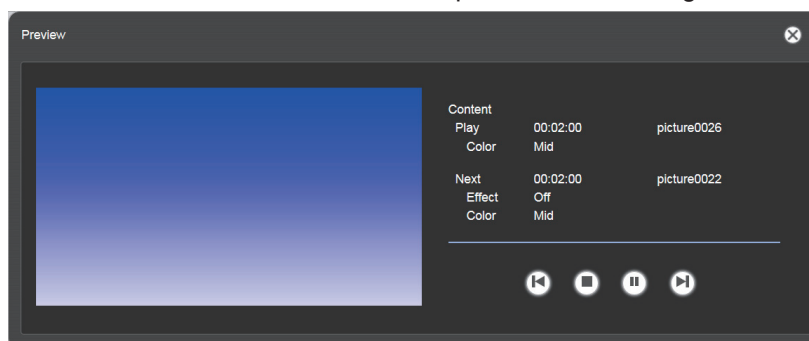 Preview
Content
Play 00:02:00 picture0026
Color Mid
Next 00:02:00 picture0022
Effect Off
Color Mid